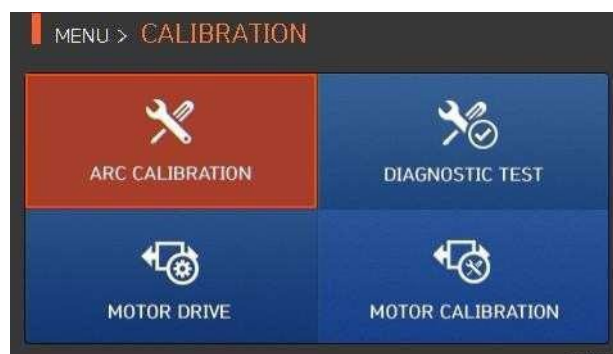 MENU > CALIBRATION
ARC CALIBRATION
DIAGNOSTIC TEST
MOTOR DRIVE
MOTOR CALIBRATION